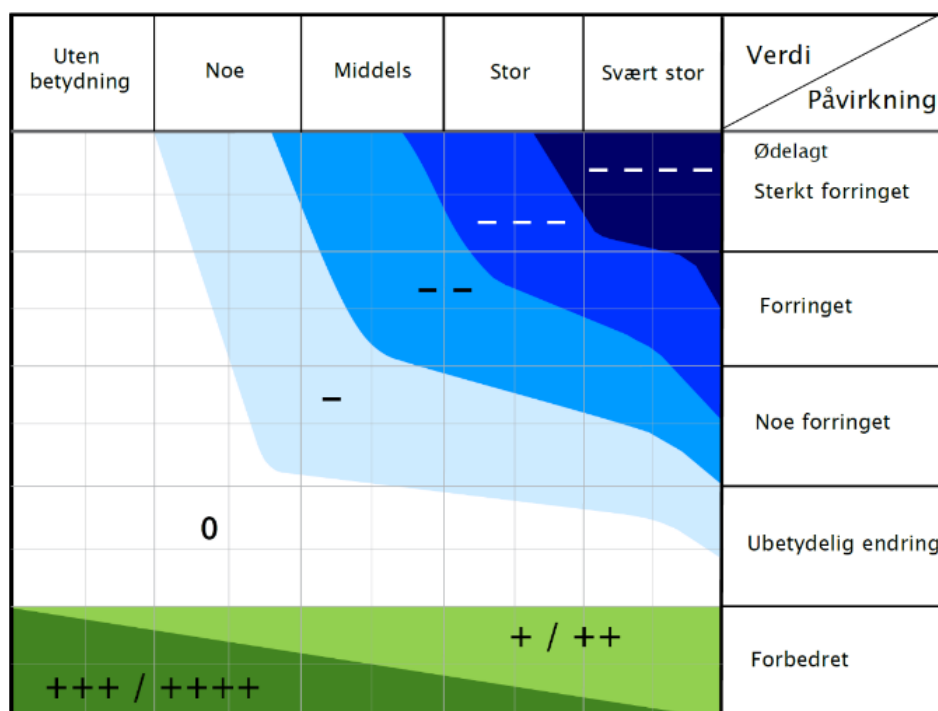 Uten
betydning
Noe
Middels
Stor
Svært stor
Verdi
Påvirkning
Ødelagt
Sterkt forringet
– – – –
– – –
– –
Forringet
–
Noe forringet
0
Ubetydelig endring
+ / ++
Forbedret
+++ / ++++